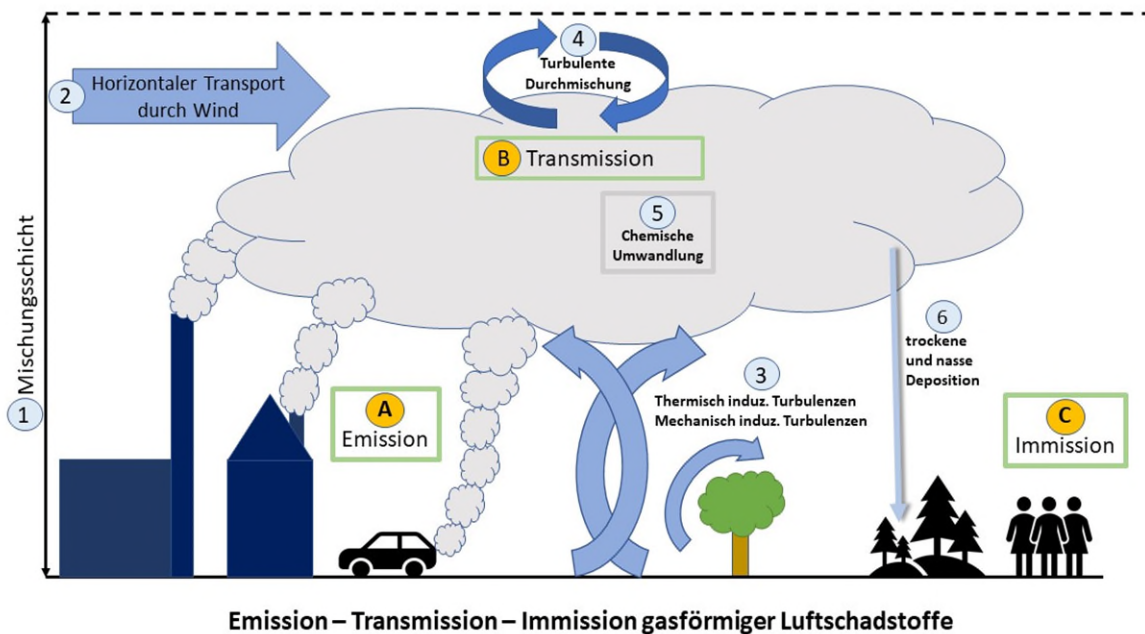 4
Turbulente
Durchmischung
2
Horizontaler Transport
durch Wind
B Transmission
5
Chemische
Umwandlung
1
Mischungsschicht
A
Emission
3
Thermisch induz. Turbulenzen
Mechanisch induz. Turbulenzen
6
trockene
und nasse
Deposition
C
Immission
Emission – Transmission – Immission gasförmiger Luftschadstoffe